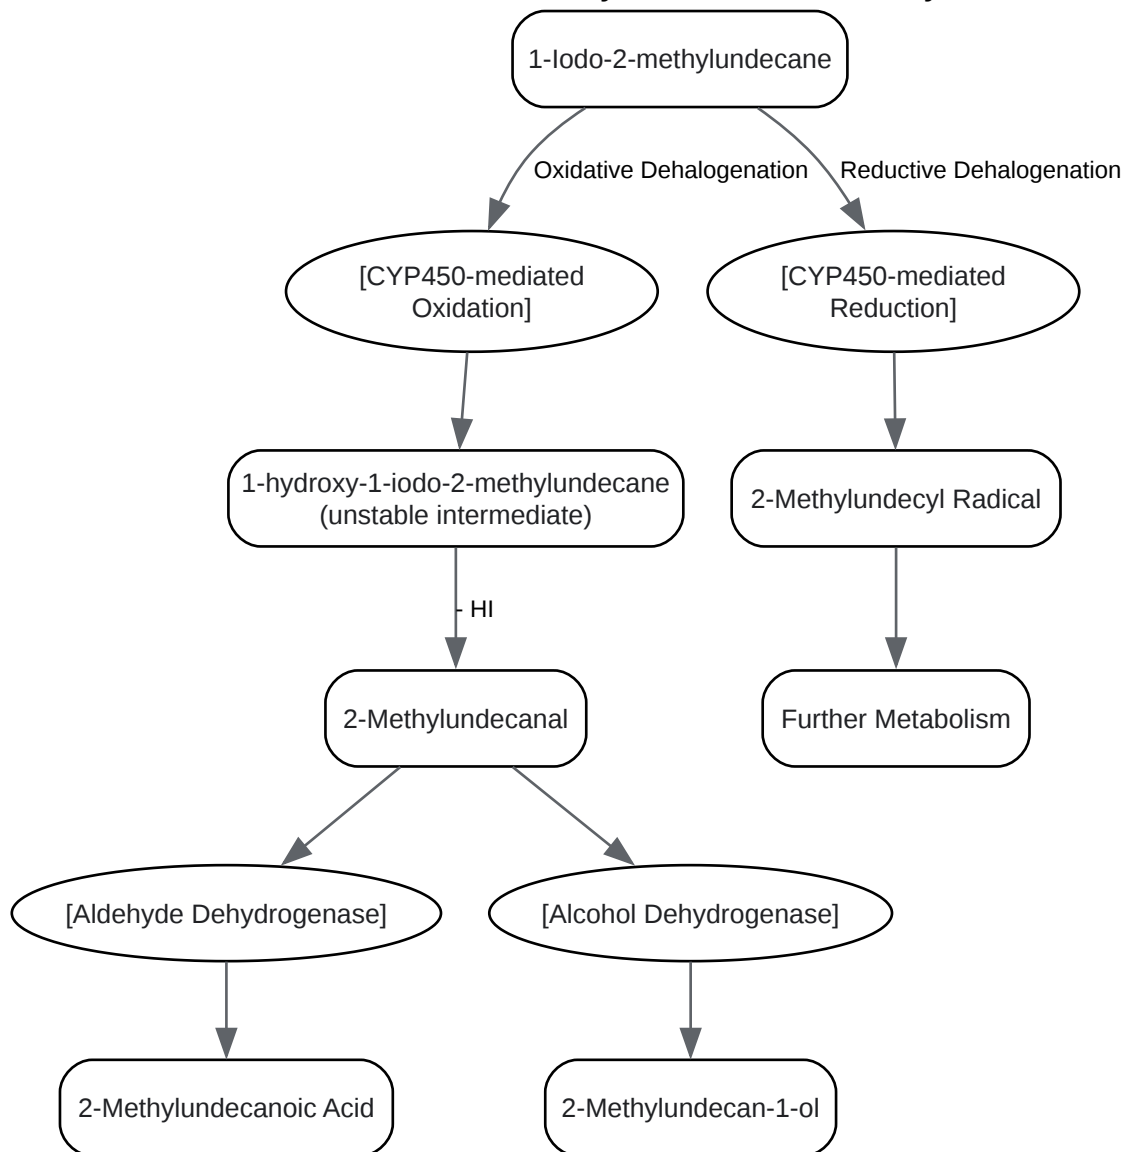 1-Iodo-2-methylundecane
Oxidative Dehalogenation
Reductive Dehalogenation
[CYP450-mediated
Oxidation]
[CYP450-mediated
Reduction]
1-hydroxy-1-iodo-2-methylundecane
(unstable intermediate)
2-Methylundecyl Radical
- HI
2-Methylundecanal
Further Metabolism
[Aldehyde Dehydrogenase]
[Alcohol Dehydrogenase]
2-Methylundecanoic Acid
2-Methylundecan-1-ol